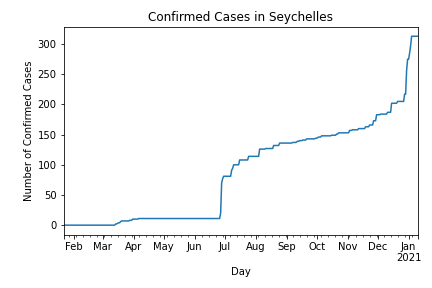 Confirmed Cases in Seychelles
Number of Confirmed Cases
300
250
200
150
100
50
0
Feb Mar Apr May Jun Jul Aug Sep Oct Nov Dec Jan
2021
Day